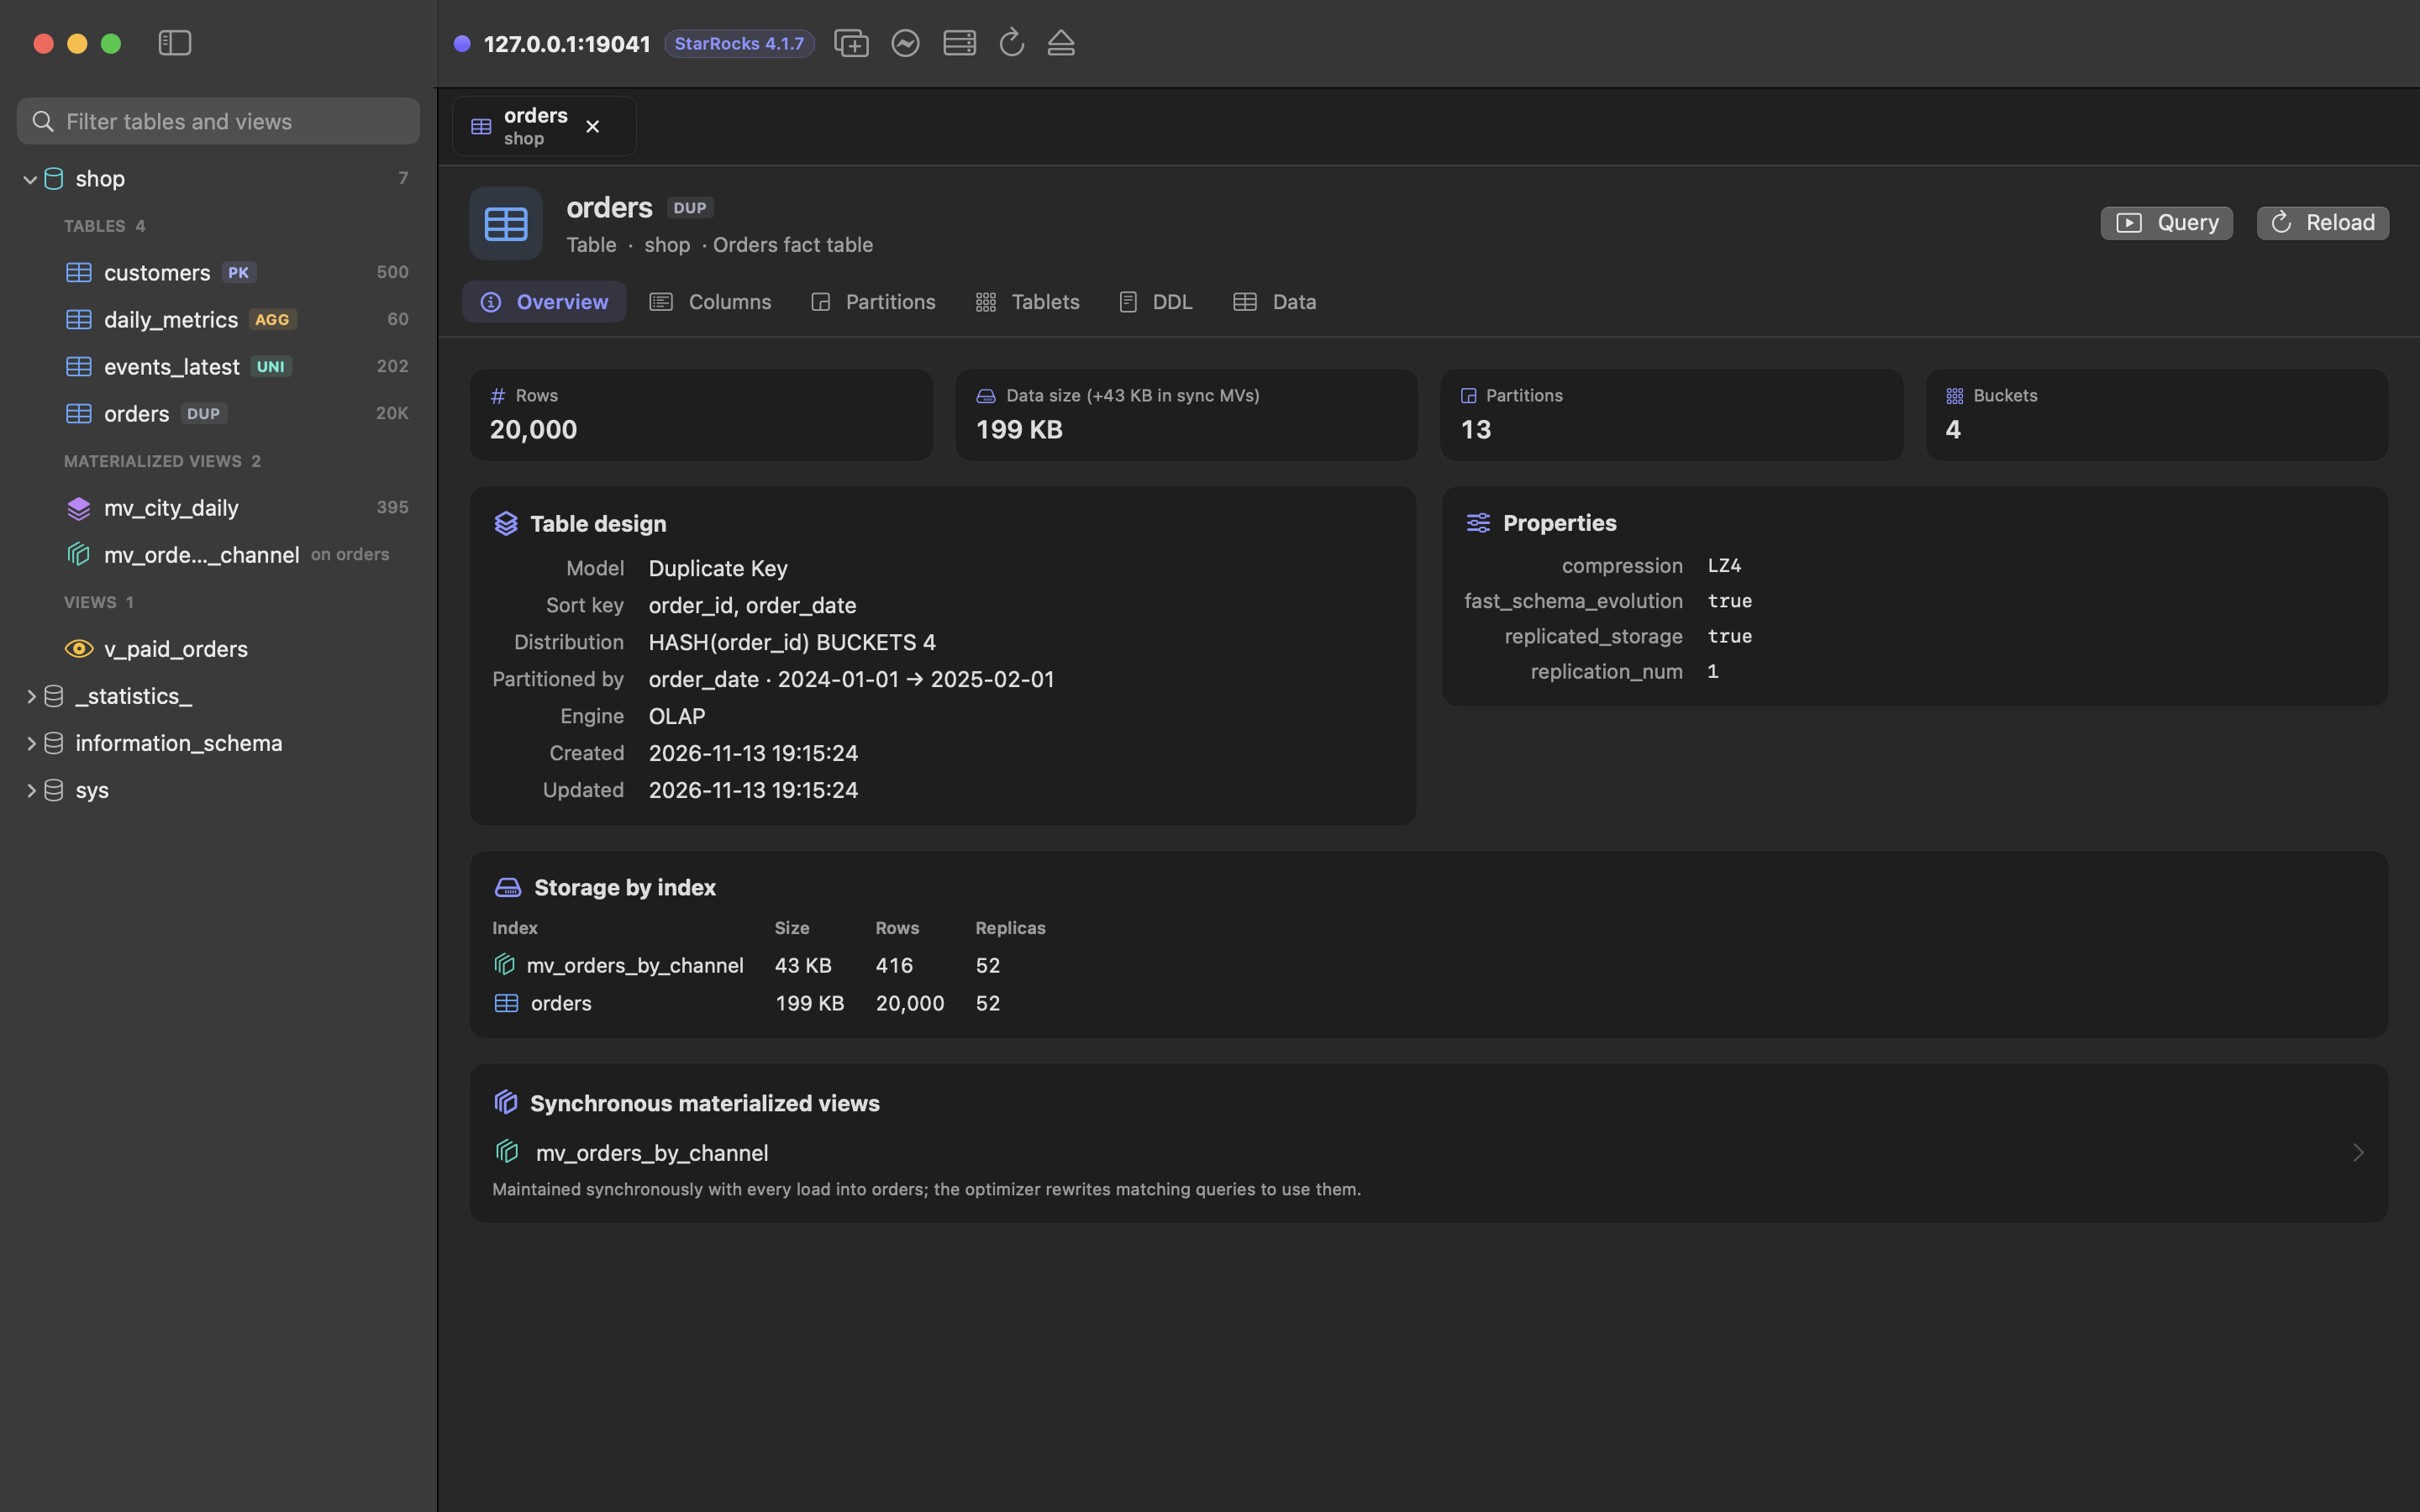 127.0.0.1:19041 StarRocks 4.1.7
Filter tables and views
shop 7
TABLES 4
customers PK 500
daily_metrics AGG 60
events_latest UNI 202
orders DUP 20K
MATERIALIZED VIEWS 2
mv_city_daily 395
mv_orde..._channel on orders
VIEWS 1
v_paid_orders
_statistics_
information_schema
sys
orders
shop
orders DUP
Table · shop · Orders fact table
Query
Reload
Overview Columns Partitions Tablets DDL Data
Rows
20,000
Data size (+43 KB in sync MVs)
199 KB
Partitions
13
Buckets
4
Table design
Model Duplicate Key
Sort key order_id, order_date
Distribution HASH(order_id) BUCKETS 4
Partitioned by order_date · 2024-01-01 → 2025-02-01
Engine OLAP
Created 2026-11-13 19:15:24
Updated 2026-11-13 19:15:24
Properties
compression LZ4
fast_schema_evolution true
replicated_storage true
replication_num 1
Storage by index
Index Size Rows Replicas
mv_orders_by_channel 43 KB 416 52
orders 199 KB 20,000 52
Synchronous materialized views
mv_orders_by_channel
Maintained synchronously with every load into orders; the optimizer rewrites matching queries to use them.